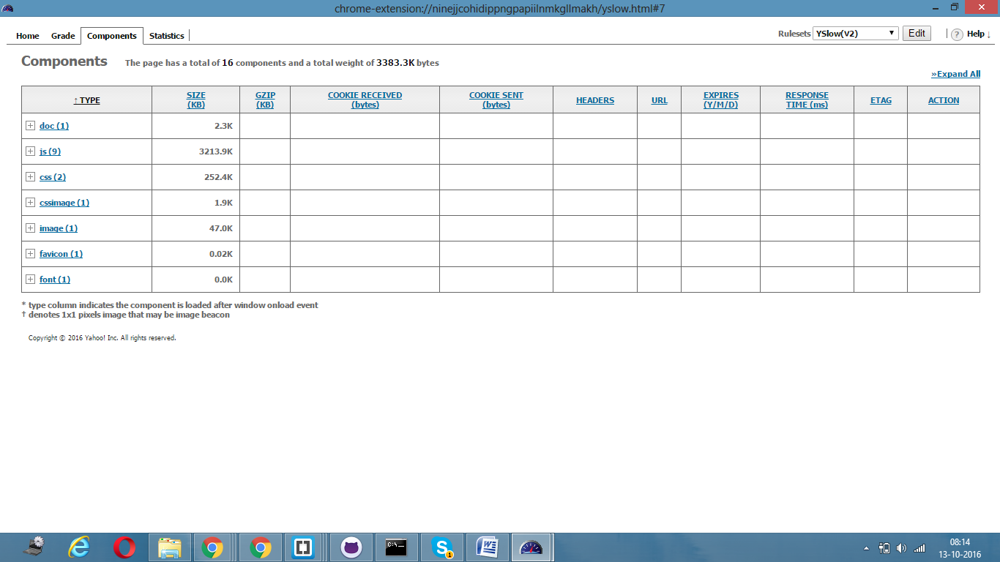 chrome-extension://ninejjcohidippngpapiilnmkgllmakh/yslow.html#7
Home Grade Components Statistics Rulesets YSlow(V2) Edit ? Help ↓
Components The page has a total of 16 components and a total weight of 3383.3K bytes
»Expand All
↑ TYPE SIZE (KB) GZIP (KB) COOKIE RECEIVED (bytes) COOKIE SENT (bytes) HEADERS URL EXPIRES (Y/M/D) RESPONSE TIME (ms) ETAG ACTION
doc (1) 2.3K
js (9) 3213.9K
css (2) 252.4K
cssimage (1) 1.9K
image (1) 47.0K
favicon (1) 0.02K
font (1) 0.0K
* type column indicates the component is loaded after window onload event
† denotes 1x1 pixels image that may be image beacon
Copyright © 2016 Yahoo! Inc. All rights reserved.
C:\
S 1
W
08:14
13-10-2016